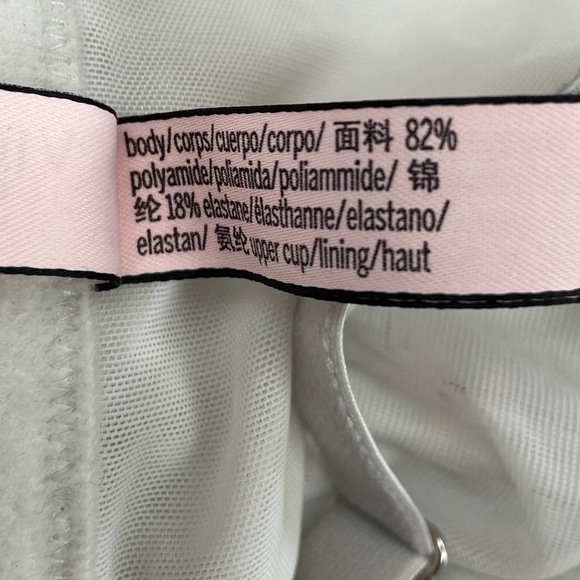 body/corps/cuerpo/corpo/ 面料 82%
polyamide/poliamida/poliammide/ 锦
纶 18% elastane/élasthanne/elastano/
elastan/ 氨纶 upper cup/lining/haut